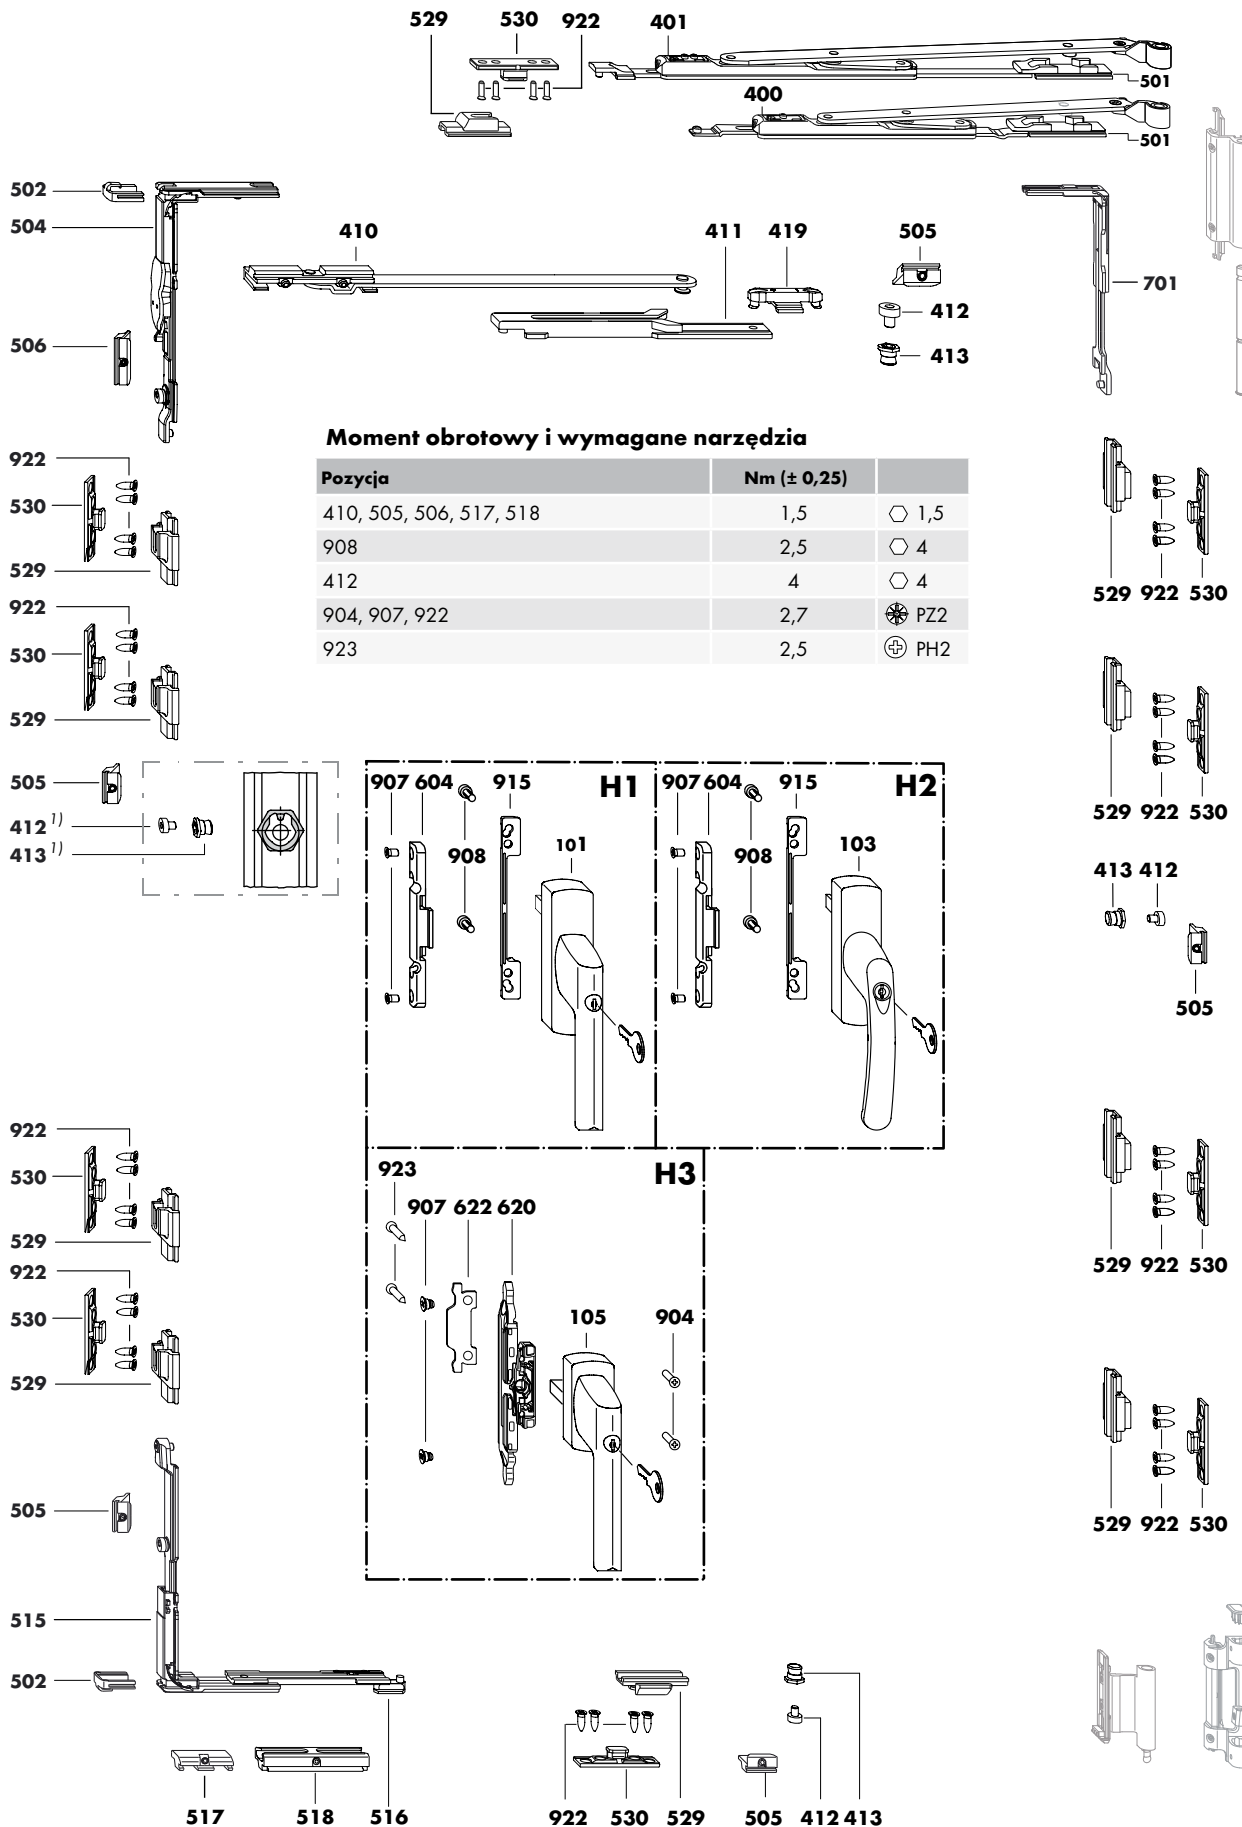 529 530 922 401
501
400
501
502
504
410 411 419 505
701
412
506
413
Moment obrotowy i wymagane narzędzia
Pozycja Nm (± 0,25)
410, 505, 506, 517, 518 1,5 1,5
908 2,5 4
412 4 4
904, 907, 922 2,7 PZ2
923 2,5 PH2
922
530
529
529 922 530
922
530
529
529 922 530
505
412 1)
413 1)
907 604 915 H1
908 101
907 604 915 H2
908 103
413 412
505
922
530
529
529 922 530
923 H3
907 622 620
105 904
922
530
529
529 922 530
505
515
502
517 518 516
922 530 529 505 412 413